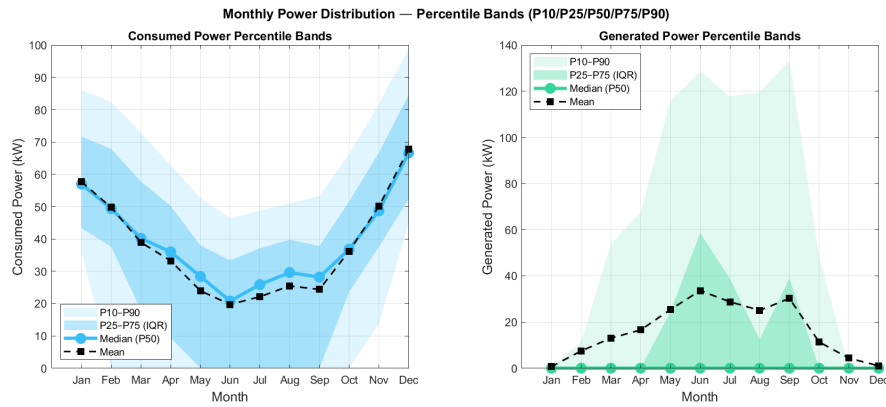 Monthly Power Distribution — Percentile Bands (P10/P25/P50/P75/P90)
Consumed Power Percentile Bands
100
90
80
70
60
50
40
30
20
10
0
Consumed Power (kW)
P10–P90
P25–P75 (IQR)
Median (P50)
Mean
Jan Feb Mar Apr May Jun Jul Aug Sep Oct Nov Dec
Month
Generated Power Percentile Bands
140
120
100
80
60
40
20
0
Generated Power (kW)
P10–P90
P25–P75 (IQR)
Median (P50)
Mean
Jan Feb Mar Apr May Jun Jul Aug Sep Oct Nov Dec
Month